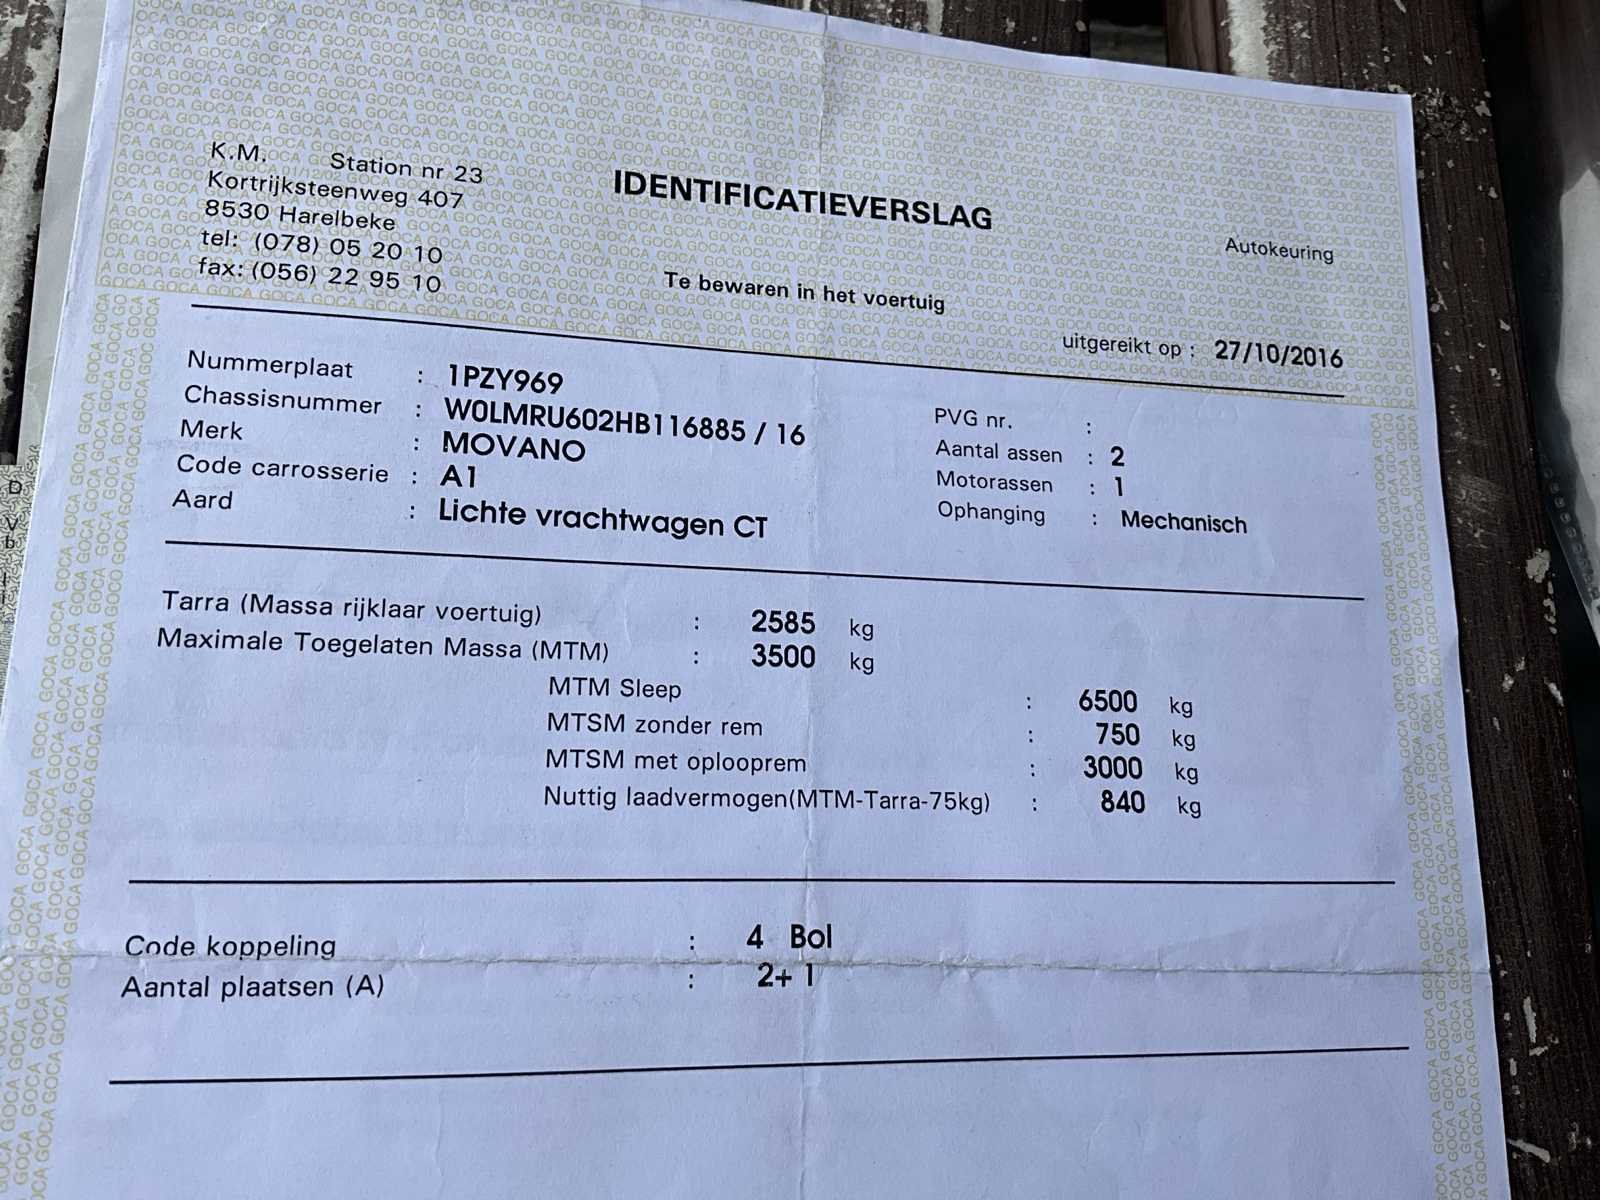 K.M. Station nr 23
Kortrijksteenweg 407
8530 Harelbeke
tel: (078) 05 20 10
fax: (056) 22 95 10
IDENTIFICATIEVERSLAG
Te bewaren in het voertuig
Autokeuring
uitgereikt op : 27/10/2016
Nummerplaat : 1PZY969
Chassisnummer : W0LMRU602HB116885 / 16
Merk : MOVANO
Code carrosserie : A1
Aard : Lichte vrachtwagen CT
PVG nr. :
Aantal assen : 2
Motorassen : 1
Ophanging : Mechanisch
Tarra (Massa rijklaar voertuig) : 2585 kg
Maximale Toegelaten Massa (MTM) : 3500 kg
MTM Sleep : 6500 kg
MTSM zonder rem : 750 kg
MTSM met oplooprem : 3000 kg
Nuttig laadvermogen(MTM-Tarra-75kg) : 840 kg
Code koppeling : 4 Bol
Aantal plaatsen (A) : 2+ 1